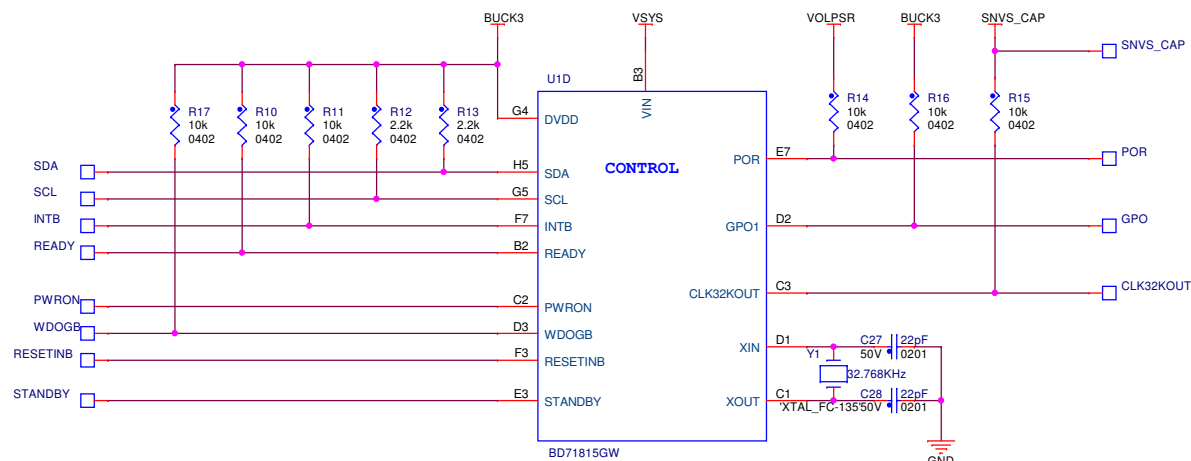 BUCK3
VSYS
VOLPSR
BUCK3
SNVS_CAP
SNVS_CAP
U1D
B3
VIN
R17
10k
0402
R10
10k
0402
R11
10k
0402
R12
2.2k
0402
R13
2.2k
0402
G4
DVDD
R14
10k
0402
R16
10k
0402
R15
10k
0402
CONTROL
SDA
H5
SDA
SCL
G5
SCL
INTB
F7
INTB
READY
B2
READY
PWRON
C2
PWRON
WDOGB
D3
WDOGB
RESETINB
F3
RESETINB
STANDBY
E3
STANDBY
POR
E7
POR
GPO1
D2
GPO
CLK32KOUT
C3
CLK32KOUT
XIN
D1
Y1
C27
22pF
50V
0201
32.768KHz
XOUT
C1
C28
22pF
'XTAL_FC-135'
50V
0201
BD71815GW
GND